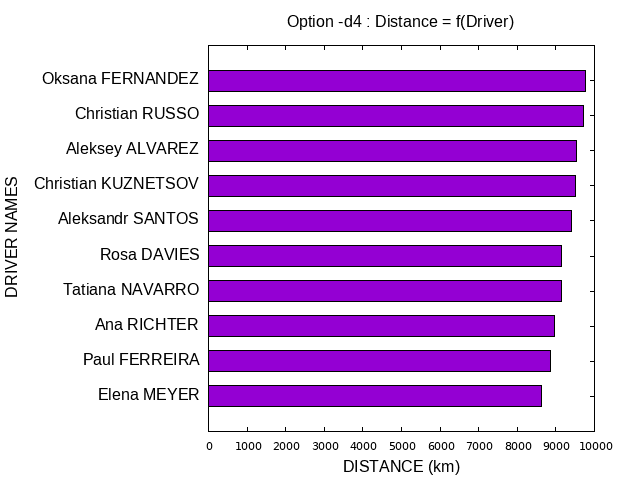 Option -d4 : Distance = f(Driver)
DRIVER NAMES
Oksana FERNANDEZ
Christian RUSSO
Aleksey ALVAREZ
Christian KUZNETSOV
Aleksandr SANTOS
Rosa DAVIES
Tatiana NAVARRO
Ana RICHTER
Paul FERREIRA
Elena MEYER
0 1000 2000 3000 4000 5000 6000 7000 8000 9000 10000
DISTANCE (km)